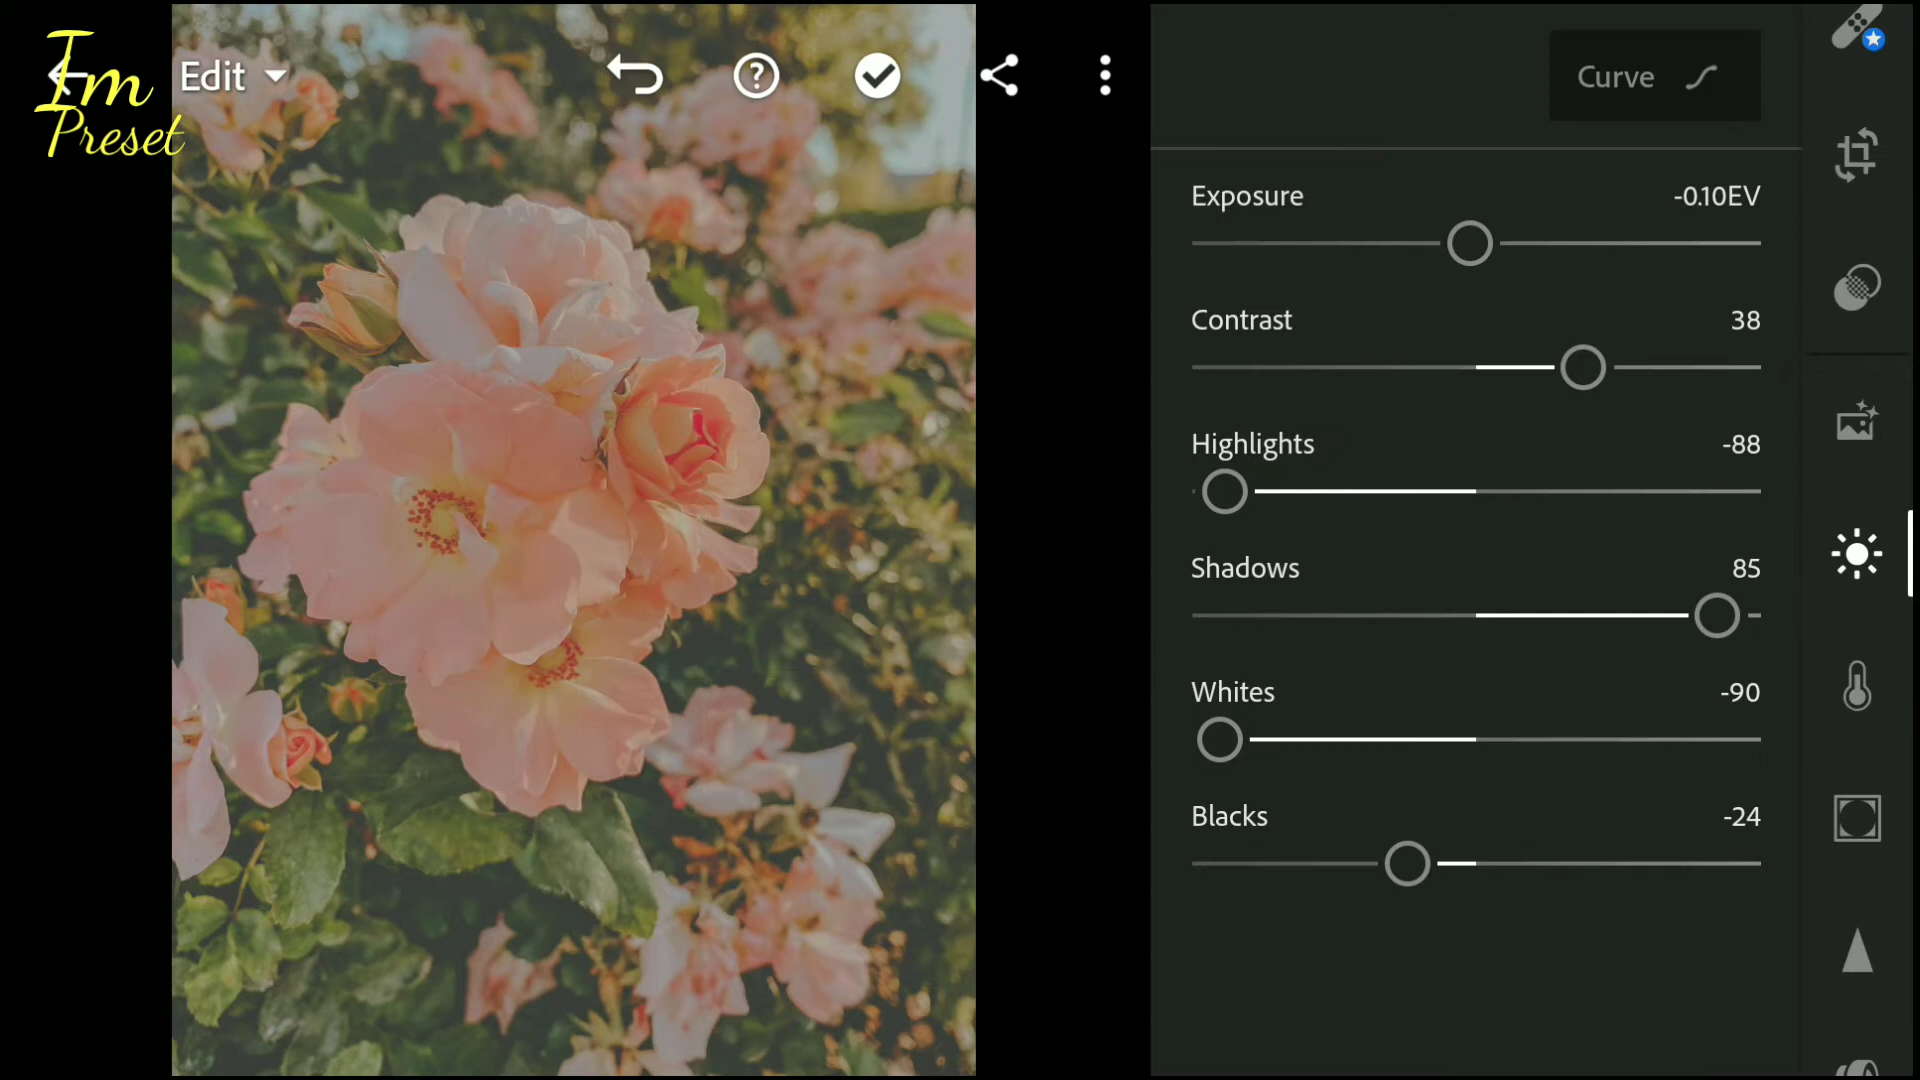 Im
Preset
Edit
Curve
Exposure -0.10EV
Contrast 38
Highlights -88
Shadows 85
Whites -90
Blacks -24